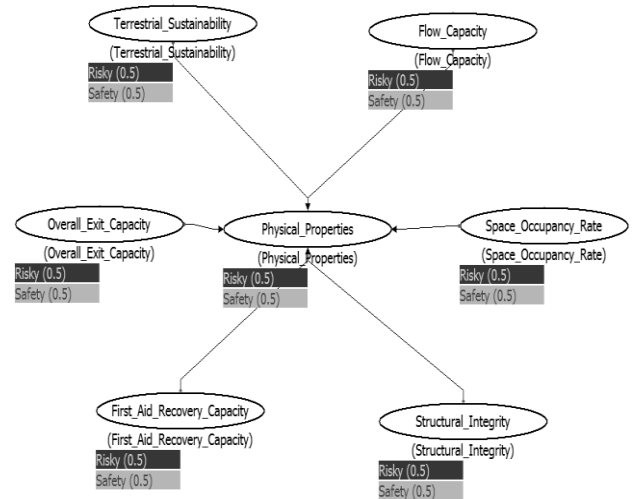 Terrestrial_Sustainability
(Terrestrial_Sustainability)
Risky (0.5)
Safety (0.5)
Flow_Capacity
(Flow_Capacity)
Risky (0.5)
Safety (0.5)
Overall_Exit_Capacity
(Overall_Exit_Capacity)
Risky (0.5)
Safety (0.5)
Physical_Properties
(Physical_Properties)
Risky (0.5)
Safety (0.5)
Space_Occupancy_Rate
(Space_Occupancy_Rate)
Risky (0.5)
Safety (0.5)
First_Aid_Recovery_Capacity
(First_Aid_Recovery_Capacity)
Risky (0.5)
Safety (0.5)
Structural_Integrity
(Structural_Integrity)
Risky (0.5)
Safety (0.5)